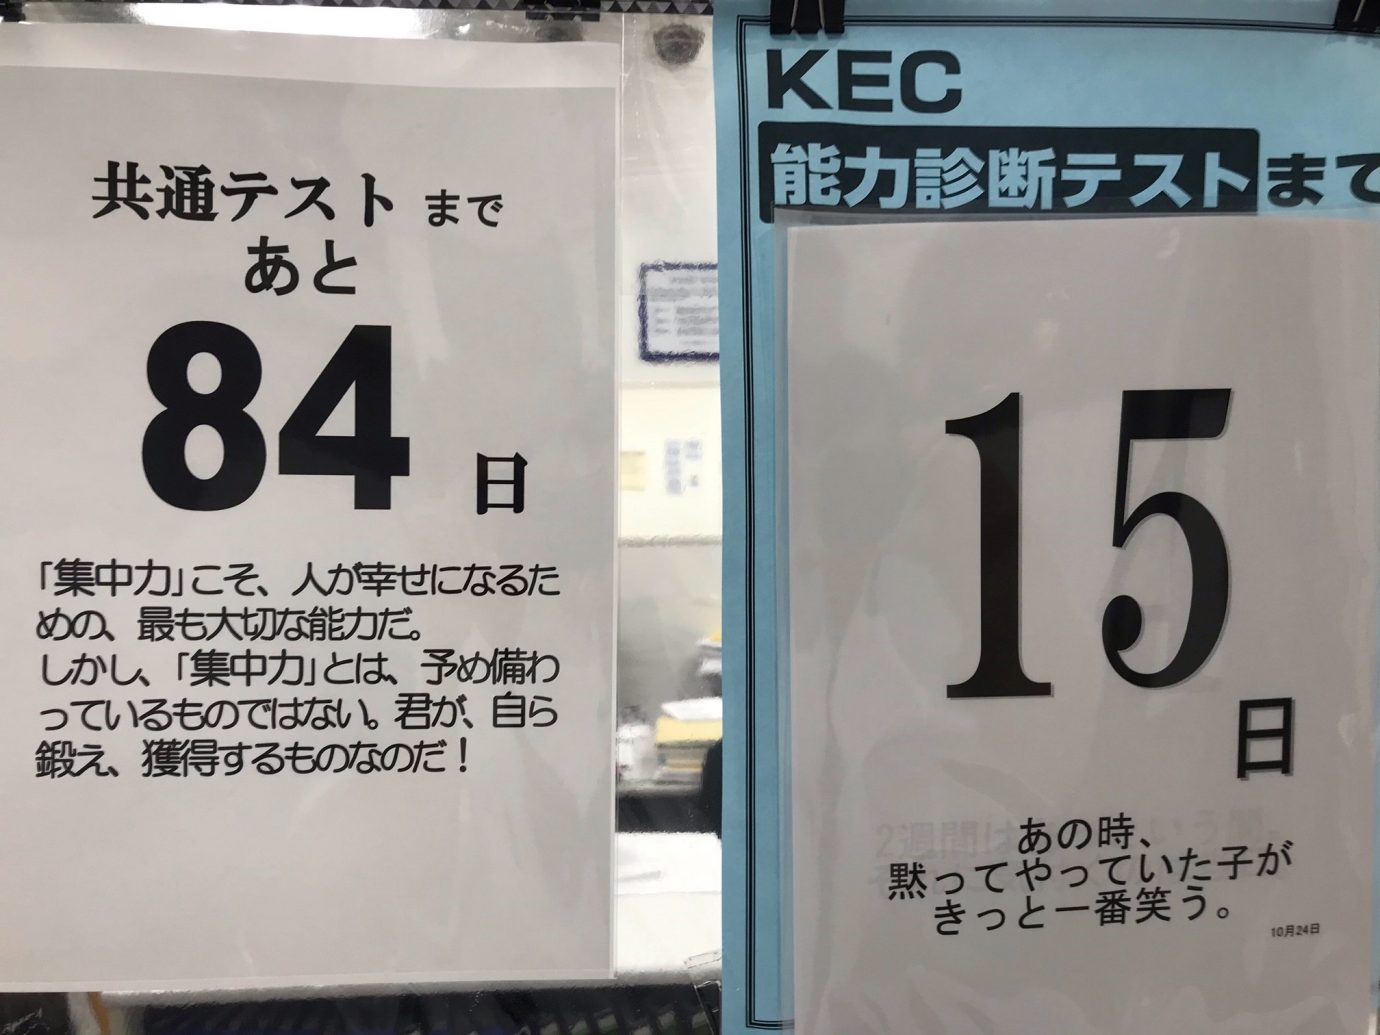 共通テスト まで
あと
84
日
「集中力」こそ、人が幸せになるた
めの、最も大切な能力だ。
しかし、「集中力」とは、予め備わ
っているものではない。君が、自ら
鍛え、獲得するものなのだ！
KEC
能力診断テストまで
15
日
あの時、
黙ってやっていた子が
きっと一番笑う。
10月24日